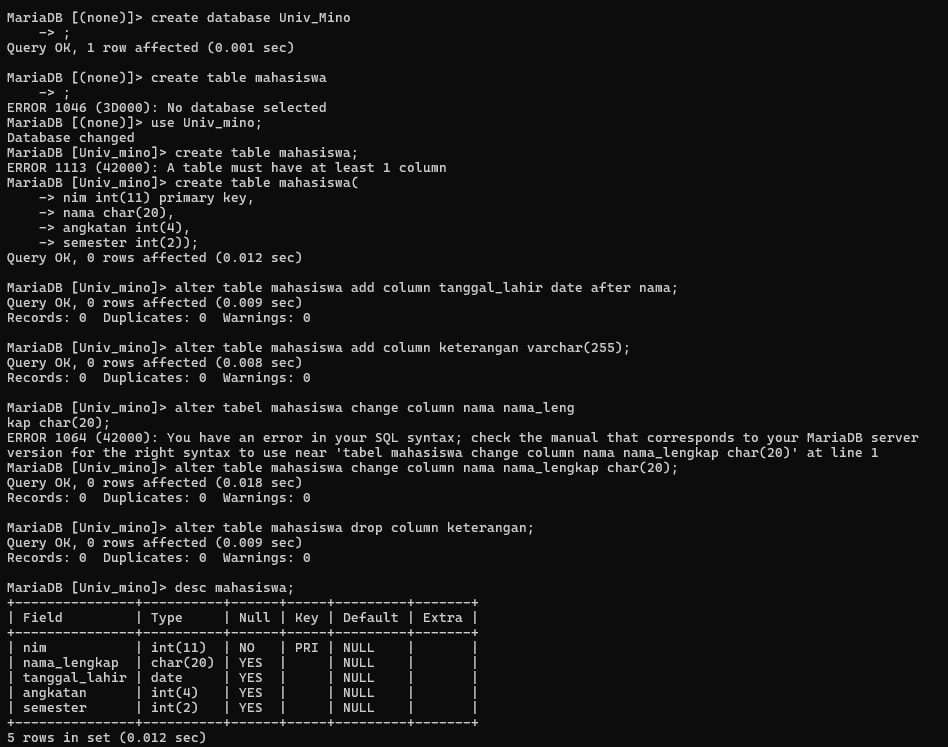 MariaDB [(none)]> create database Univ_Mino
    -> ;
Query OK, 1 row affected (0.001 sec)

MariaDB [(none)]> create table mahasiswa
    -> ;
ERROR 1046 (3D000): No database selected
MariaDB [(none)]> use Univ_mino;
Database changed
MariaDB [Univ_mino]> create table mahasiswa;
ERROR 1113 (42000): A table must have at least 1 column
MariaDB [Univ_mino]> create table mahasiswa(
    -> nim int(11) primary key,
    -> nama char(20),
    -> angkatan int(4),
    -> semester int(2));
Query OK, 0 rows affected (0.012 sec)

MariaDB [Univ_mino]> alter table mahasiswa add column tanggal_lahir date after nama;
Query OK, 0 rows affected (0.009 sec)
Records: 0  Duplicates: 0  Warnings: 0

MariaDB [Univ_mino]> alter table mahasiswa add column keterangan varchar(255);
Query OK, 0 rows affected (0.008 sec)
Records: 0  Duplicates: 0  Warnings: 0

MariaDB [Univ_mino]> alter tabel mahasiswa change column nama nama_leng
kap char(20);
ERROR 1064 (42000): You have an error in your SQL syntax; check the manual that corresponds to your MariaDB server
version for the right syntax to use near 'tabel mahasiswa change column nama nama_lengkap char(20)' at line 1
MariaDB [Univ_mino]> alter table mahasiswa change column nama nama_lengkap char(20);
Query OK, 0 rows affected (0.018 sec)
Records: 0  Duplicates: 0  Warnings: 0

MariaDB [Univ_mino]> alter table mahasiswa drop column keterangan;
Query OK, 0 rows affected (0.009 sec)
Records: 0  Duplicates: 0  Warnings: 0

MariaDB [Univ_mino]> desc mahasiswa;
+---------------+----------+------+-----+---------+-------+
| Field         | Type     | Null | Key | Default | Extra |
+---------------+----------+------+-----+---------+-------+
| nim           | int(11)  | NO   | PRI | NULL    |       |
| nama_lengkap  | char(20) | YES  |     | NULL    |       |
| tanggal_lahir | date     | YES  |     | NULL    |       |
| angkatan      | int(4)   | YES  |     | NULL    |       |
| semester      | int(2)   | YES  |     | NULL    |       |
+---------------+----------+------+-----+---------+-------+
5 rows in set (0.012 sec)